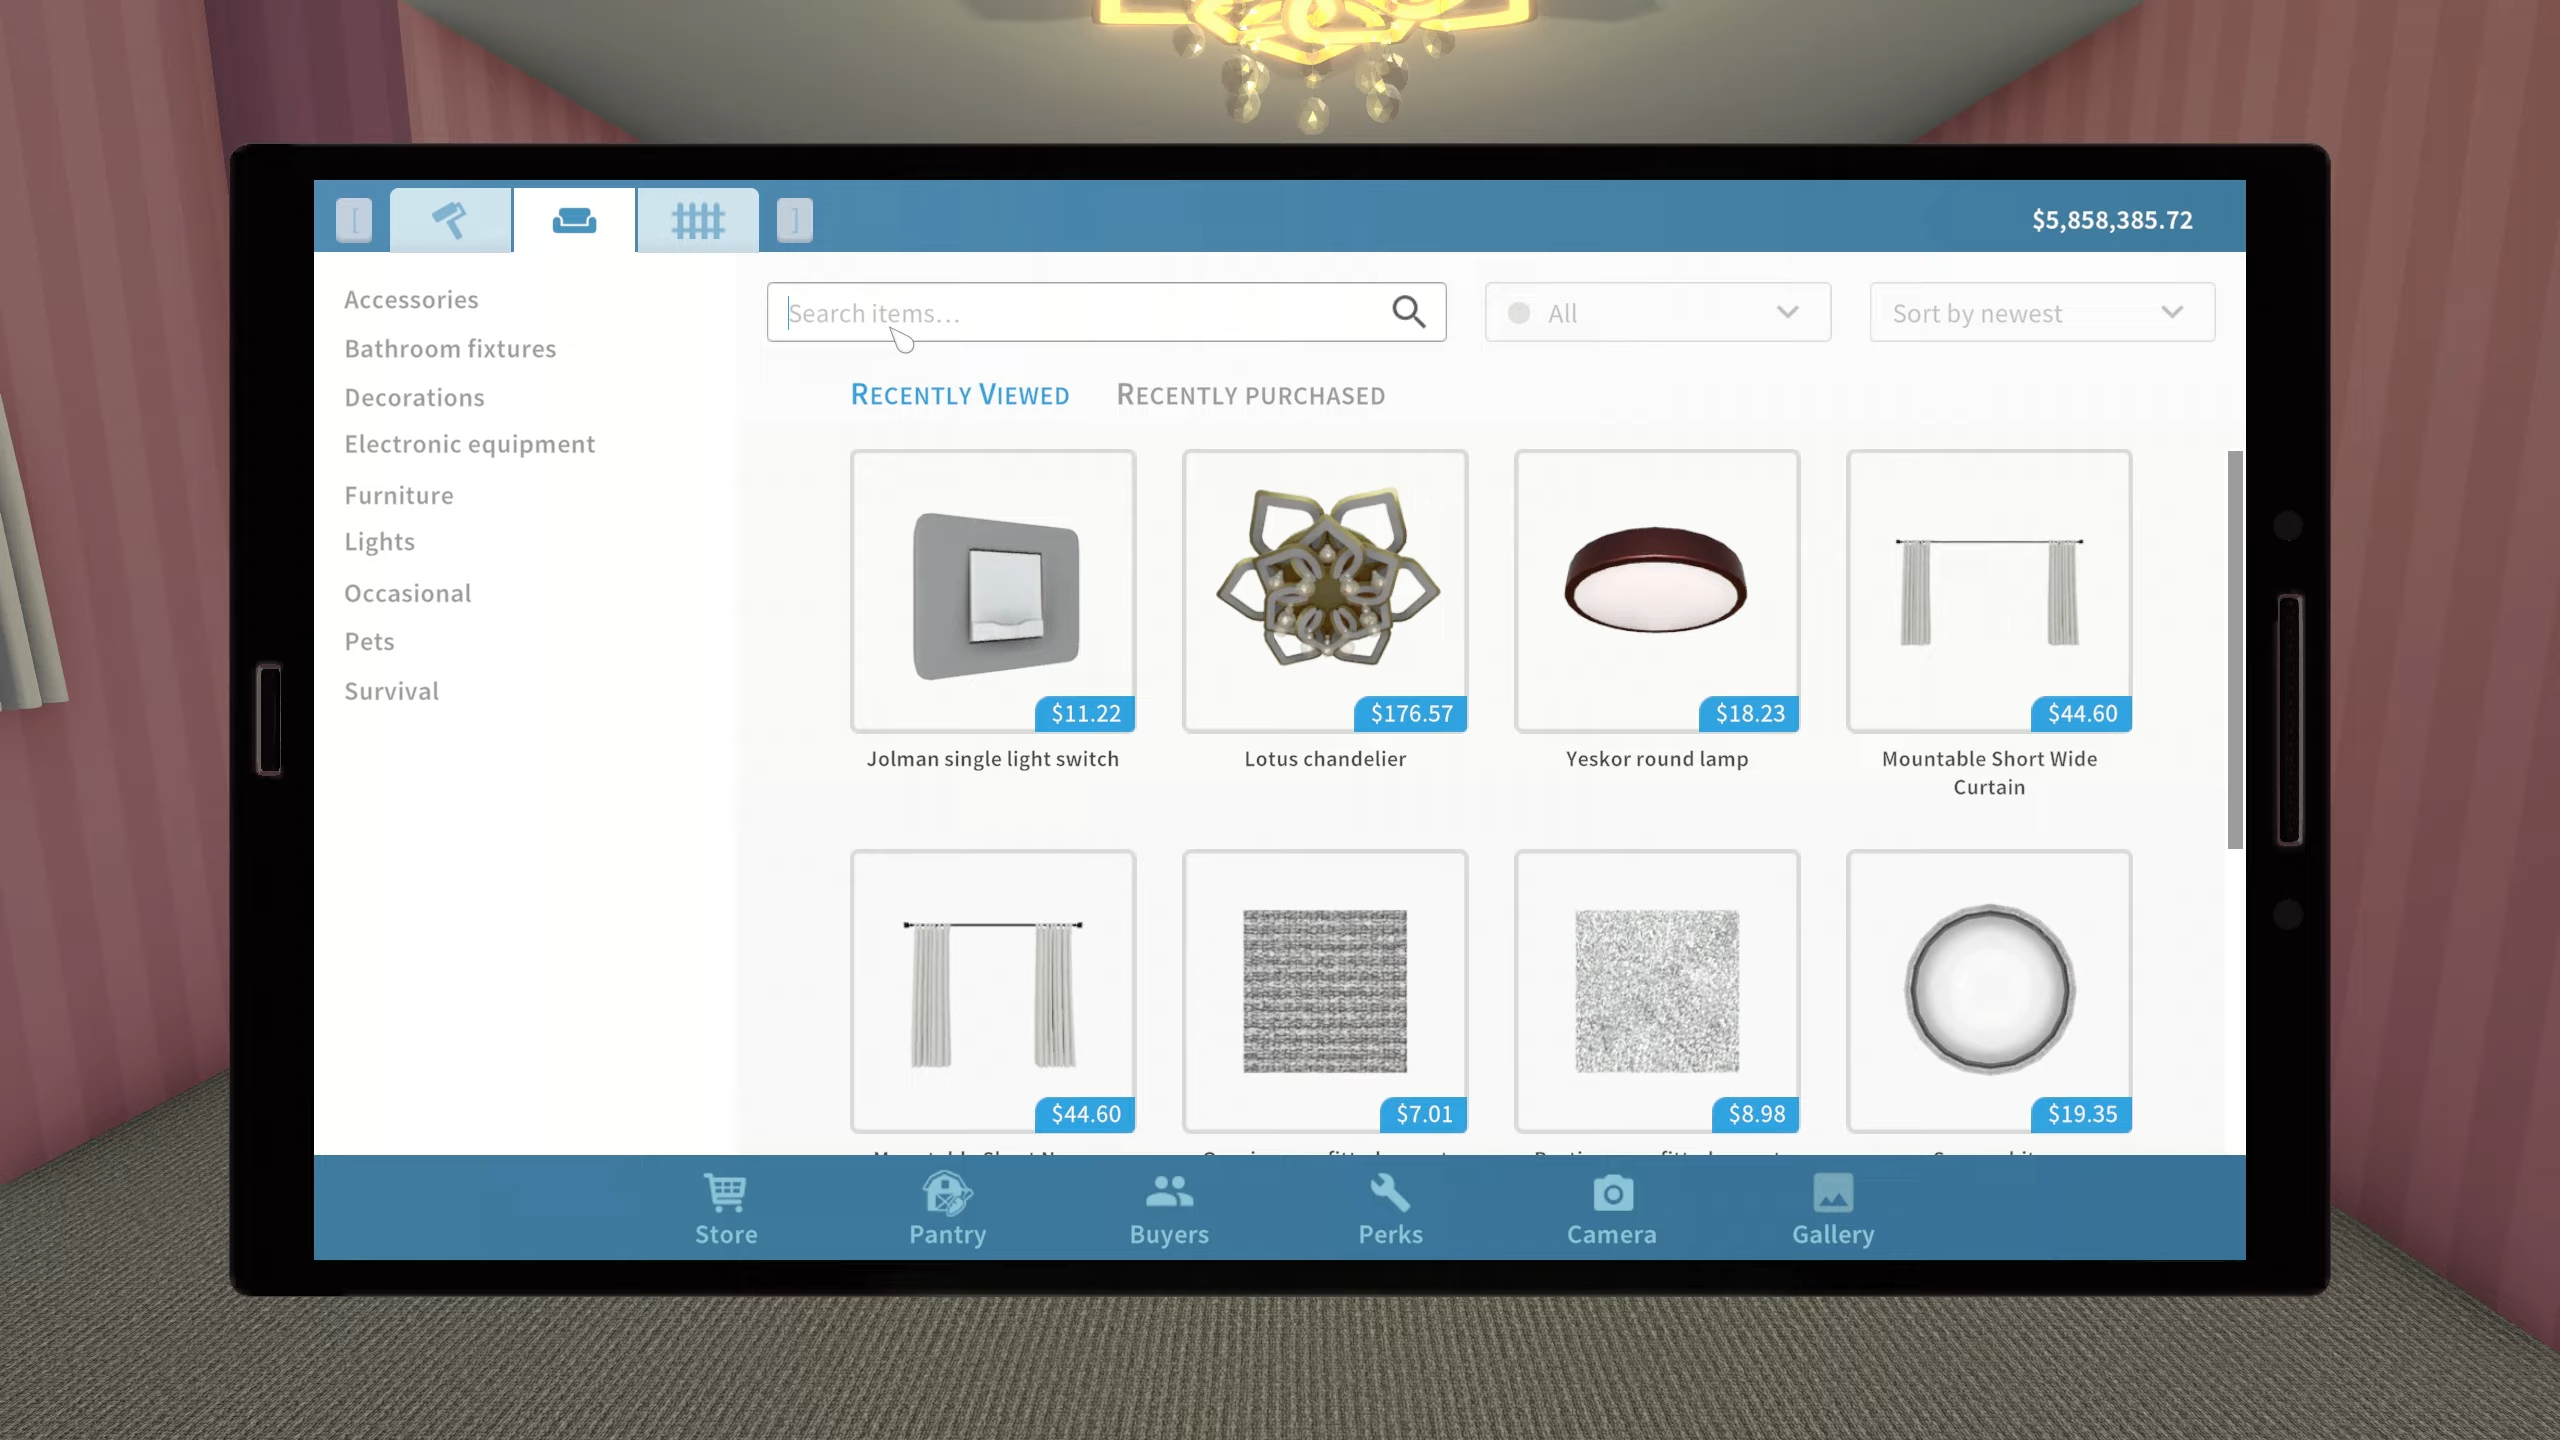 [
]
$5,858,385.72
Accessories
Bathroom fixtures
Decorations
Electronic equipment
Furniture
Lights
Occasional
Pets
Survival
Search items...
All
Sort by newest
RECENTLY VIEWED
RECENTLY PURCHASED
$11.22
$176.57
$18.23
$44.60
Jolman single light switch
Lotus chandelier
Yeskor round lamp
Mountable Short Wide
Curtain
$44.60
$7.01
$8.98
$19.35
Store
Pantry
Buyers
Perks
Camera
Gallery